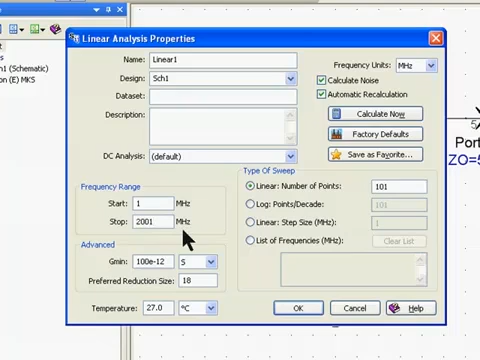 Linear Analysis Properties
Name: Linear1
Frequency Units: MHz
Design: Sch1
Calculate Noise
Dataset:
Automatic Recalculation
Description:
Calculate Now
Factory Defaults
DC Analysis: (default)
Save as Favorite...
Frequency Range
Start: 1 MHz
Stop: 2001 MHz
Type Of Sweep
Linear: Number of Points: 101
Log: Points/Decade: 101
Linear: Step Size (MHz): 1
List of Frequencies (MHz): Clear List
Advanced
Gmin: 100e-12 S
Preferred Reduction Size: 18
Temperature: 27.0 °C
OK Cancel Help
(Schematic)
(E) MKS
Port
ZO=5